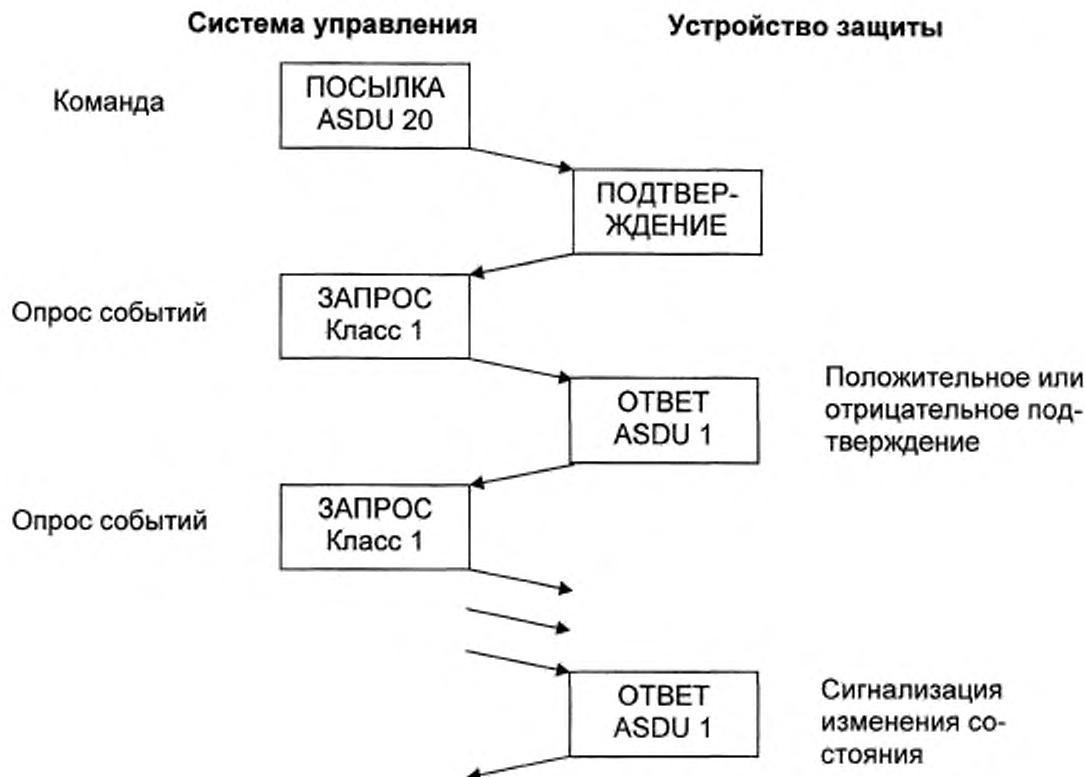 Система управления
Устройство защиты
Команда
ПОСЫЛКА
ASDU 20
ПОДТВЕР-
ЖДЕНИЕ
Опрос событий
ЗАПРОС
Класс 1
ОТВЕТ
ASDU 1
Положительное или
отрицательное под-
тверждение
Опрос событий
ЗАПРОС
Класс 1
ОТВЕТ
ASDU 1
Сигнализация
изменения со-
стояния